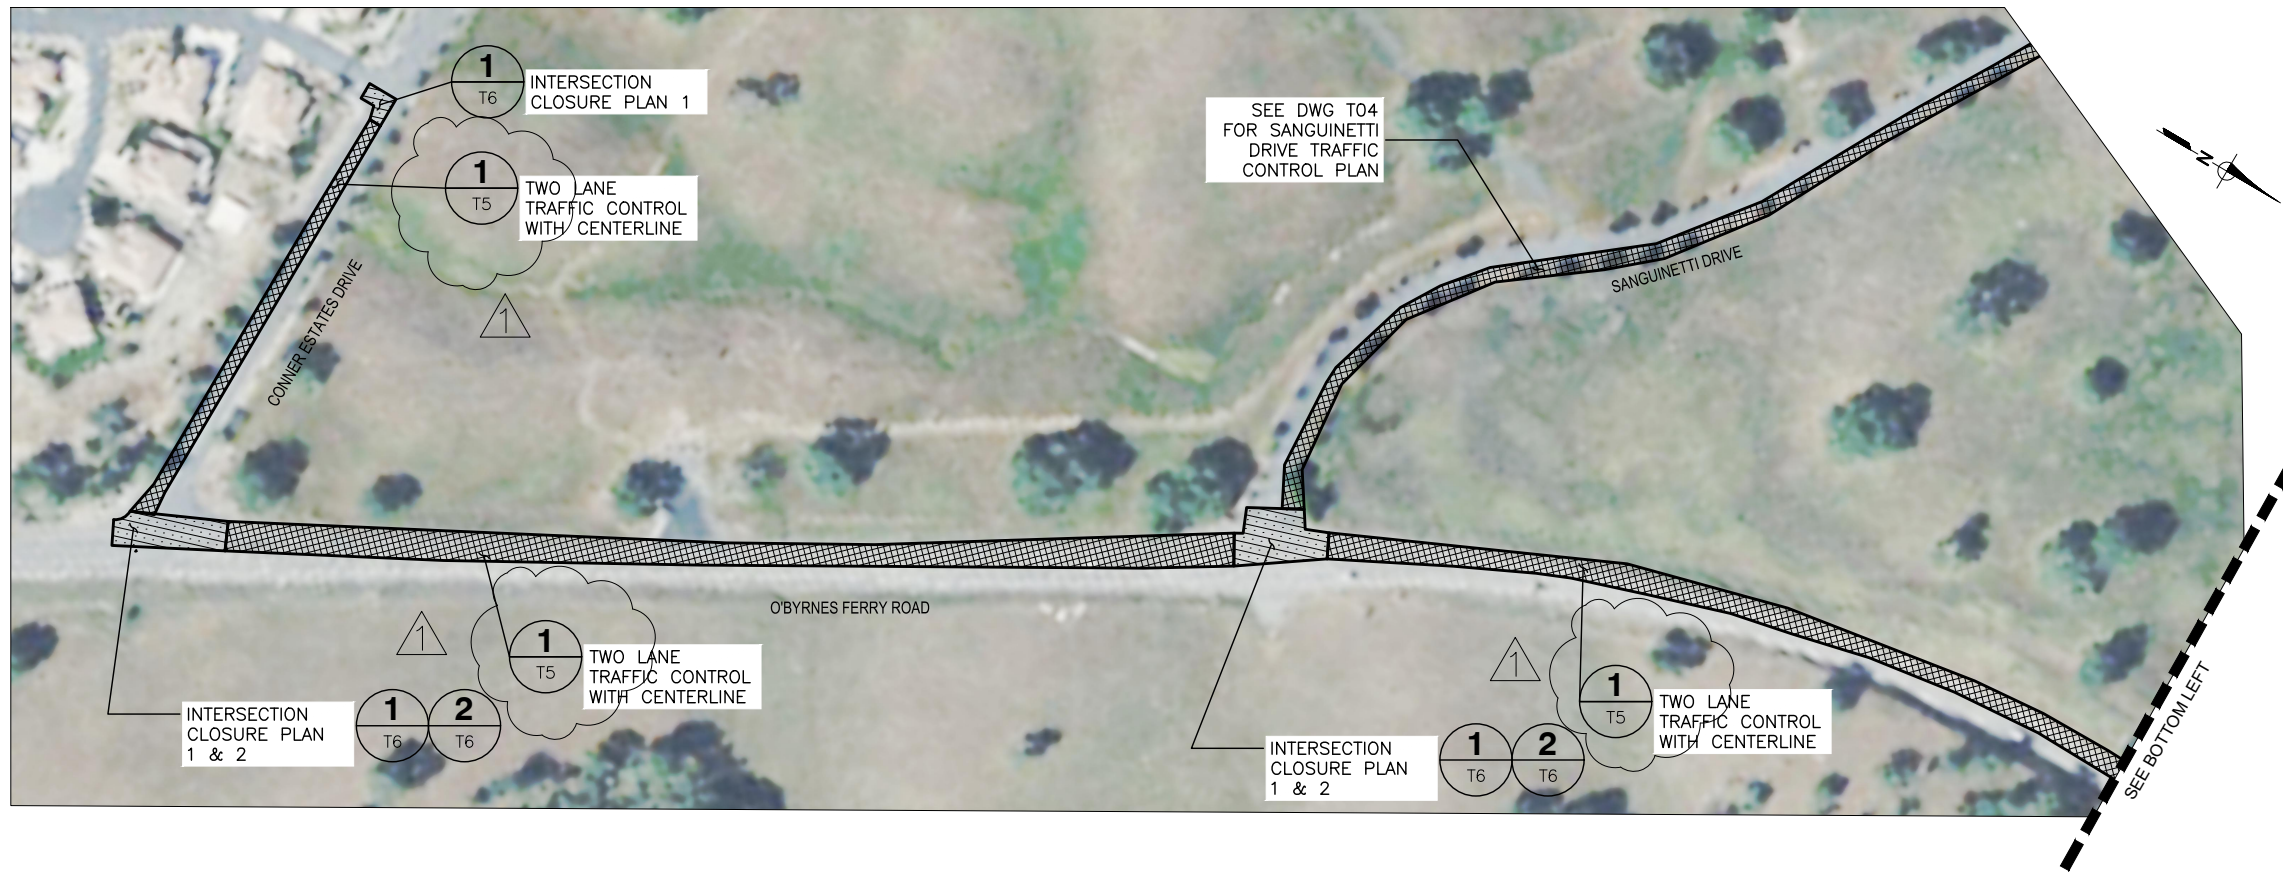 1
T6
INTERSECTION
CLOSURE PLAN 1
1
T5
TWO LANE
TRAFFIC CONTROL
WITH CENTERLINE
1
CONNER ESTATES DRIVE
SEE DWG T04
FOR SANGUINETTI
DRIVE TRAFFIC
CONTROL PLAN
SANGUINETTI DRIVE
N
O'BYRNES FERRY ROAD
1
1
T5
TWO LANE
TRAFFIC CONTROL
WITH CENTERLINE
INTERSECTION
CLOSURE PLAN
1 & 2
1
T6
2
T6
1
1
T5
TWO LANE
TRAFFIC CONTROL
WITH CENTERLINE
INTERSECTION
CLOSURE PLAN
1 & 2
1
T6
2
T6
SEE BOTTOM LEFT